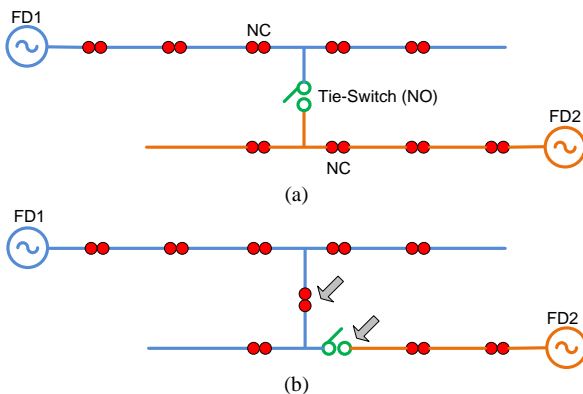 FD1
NC
Tie-Switch (NO)
FD2
NC
(a)
FD1
FD2
(b)